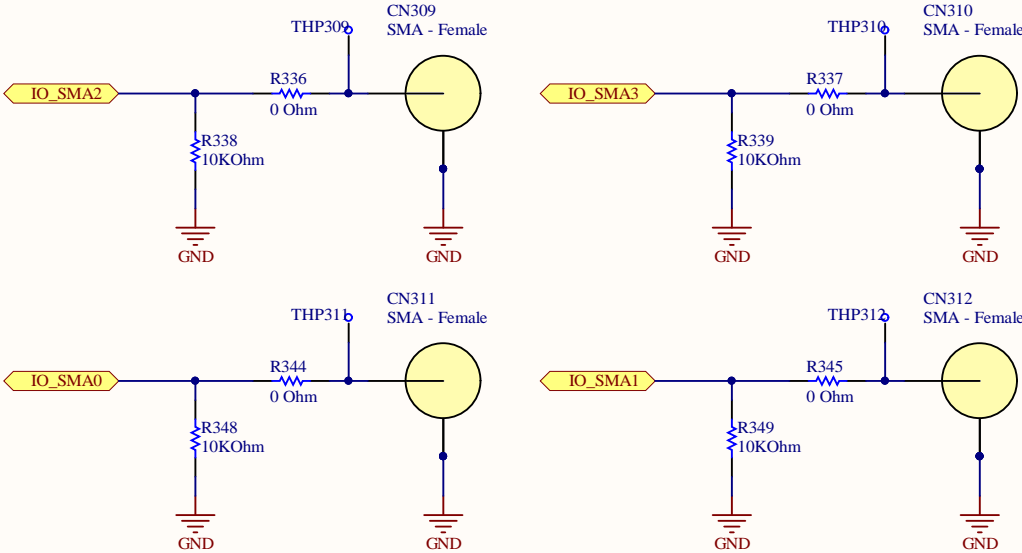 CN309
SMA - Female
THP309
IO_SMA2
R336
0 Ohm
R338
10KOhm
GND
GND
CN310
SMA - Female
THP310
IO_SMA3
R337
0 Ohm
R339
10KOhm
GND
GND
CN311
SMA - Female
THP311
IO_SMA0
R344
0 Ohm
R348
10KOhm
GND
GND
CN312
SMA - Female
THP312
IO_SMA1
R345
0 Ohm
R349
10KOhm
GND
GND